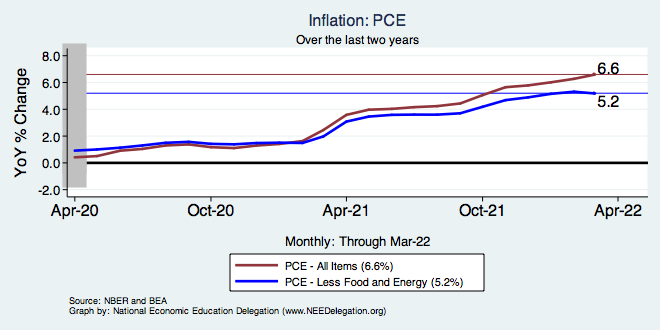 Inflation: PCE
Over the last two years
YoY % Change
8.0
6.0
4.0
2.0
0.0
-2.0
6.6
5.2
Apr-20 Oct-20 Apr-21 Oct-21 Apr-22
Monthly: Through Mar-22
PCE - All Items (6.6%)
PCE - Less Food and Energy (5.2%)
Source: NBER and BEA
Graph by: National Economic Education Delegation (www.NEEDelegation.org)